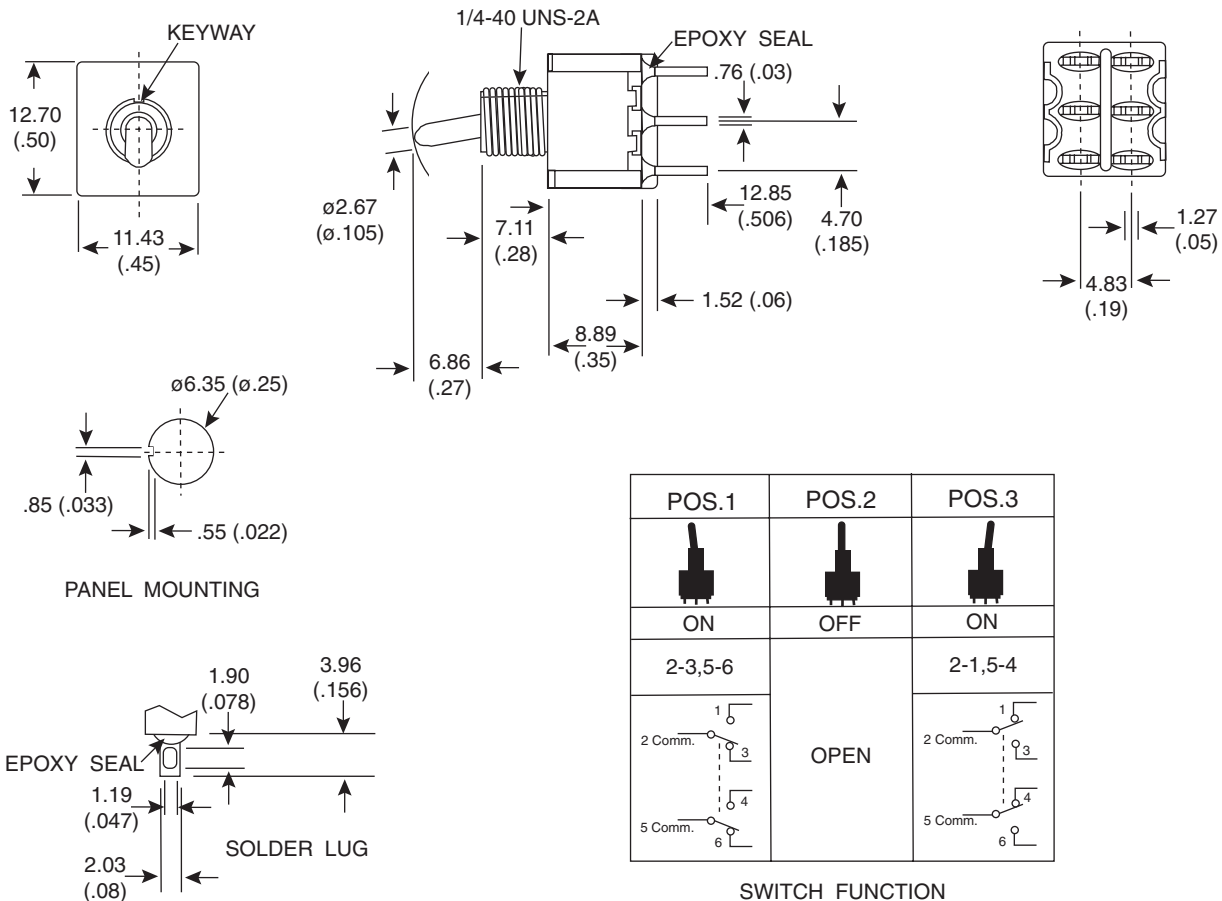 KEYWAY
12.70
(.50)
11.43
(.45)
1/4-40 UNS-2A
EPOXY SEAL
.76 (.03)
ø2.67
(ø.105)
7.11
(.28)
12.85
(.506)
4.70
(.185)
1.52 (.06)
8.89
(.35)
6.86
(.27)
1.27
(.05)
4.83
(.19)
ø6.35 (ø.25)
.85 (.033)
.55 (.022)
PANEL MOUNTING
1.90
(.078)
3.96
(.156)
EPOXY SEAL
1.19
(.047)
SOLDER LUG
2.03
(.08)
POS.1 POS.2 POS.3
ON OFF ON
2-3,5-6 2-1,5-4
1
2 Comm.
3
4
5 Comm.
6
OPEN
1
2 Comm.
3
4
5 Comm.
6
SWITCH FUNCTION